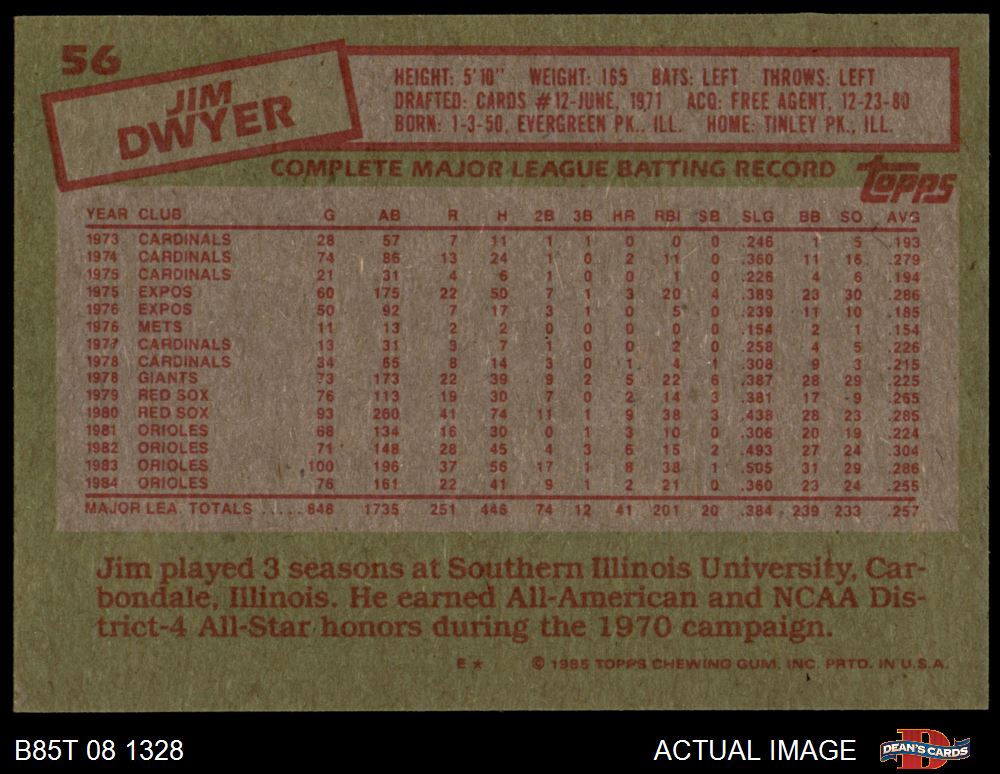 56
JIM
DWYER
HEIGHT: 5'10" WEIGHT: 165 BATS: LEFT THROWS: LEFT
DRAFTED: CARDS #12-JUNE, 1971 ACQ: FREE AGENT, 12-23-80
BORN: 1-3-50, EVERGREEN PK., ILL. HOME: TINLEY PK., ILL.
COMPLETE MAJOR LEAGUE BATTING RECORD
Topps
YEAR CLUB G AB R H 2B 3B HR RBI SB SLG BB SO AVG
1973 CARDINALS 28 57 7 11 1 1 0 0 0 .246 1 5 .193
1974 CARDINALS 74 86 13 24 1 0 2 11 0 .360 11 16 .279
1975 CARDINALS 21 31 4 6 1 0 0 1 0 .226 4 6 .194
1975 EXPOS 60 175 22 50 7 1 3 20 4 .389 23 30 .286
1976 EXPOS 50 92 7 17 3 1 0 5 0 .239 11 10 .185
1976 METS 11 13 2 2 0 0 0 0 0 .154 2 1 .154
1977 CARDINALS 13 31 3 7 1 0 0 2 0 .258 4 5 .226
1978 CARDINALS 34 65 8 14 3 0 1 4 1 .308 9 3 .215
1978 GIANTS 73 173 22 39 9 2 5 22 6 .387 28 29 .225
1979 RED SOX 76 113 19 30 7 0 2 14 3 .381 17 9 .265
1980 RED SOX 93 260 41 74 11 1 9 38 3 .438 28 23 .285
1981 ORIOLES 68 134 16 30 0 1 3 10 0 .306 20 19 .224
1982 ORIOLES 71 148 28 45 4 3 6 15 2 .493 27 24 .304
1983 ORIOLES 100 196 37 56 17 1 8 38 1 .505 31 29 .286
1984 ORIOLES 76 161 22 41 9 1 2 21 0 .360 23 24 .255
MAJOR LEA. TOTALS ..... 848 1735 251 446 74 12 41 201 20 .384 239 233 .257
Jim played 3 seasons at Southern Illinois University, Car-
bondale, Illinois. He earned All-American and NCAA Dis-
trict-4 All-Star honors during the 1970 campaign.
E* © 1985 TOPPS CHEWING GUM, INC. PRTD. IN U.S.A.
B85T 08 1328 ACTUAL IMAGE DEAN'S CARDS